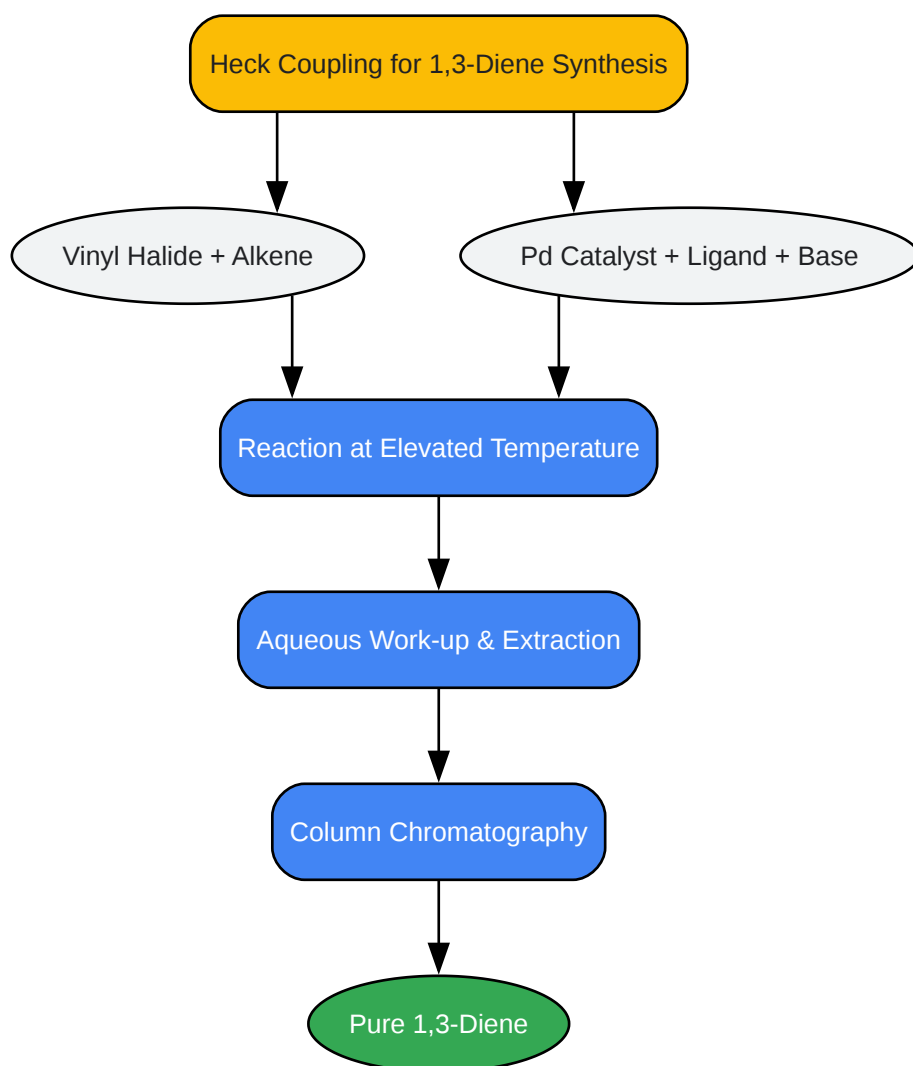 Heck Coupling for 1,3-Diene Synthesis
Vinyl Halide + Alkene
Pd Catalyst + Ligand + Base
Reaction at Elevated Temperature
Aqueous Work-up & Extraction
Column Chromatography
Pure 1,3-Diene